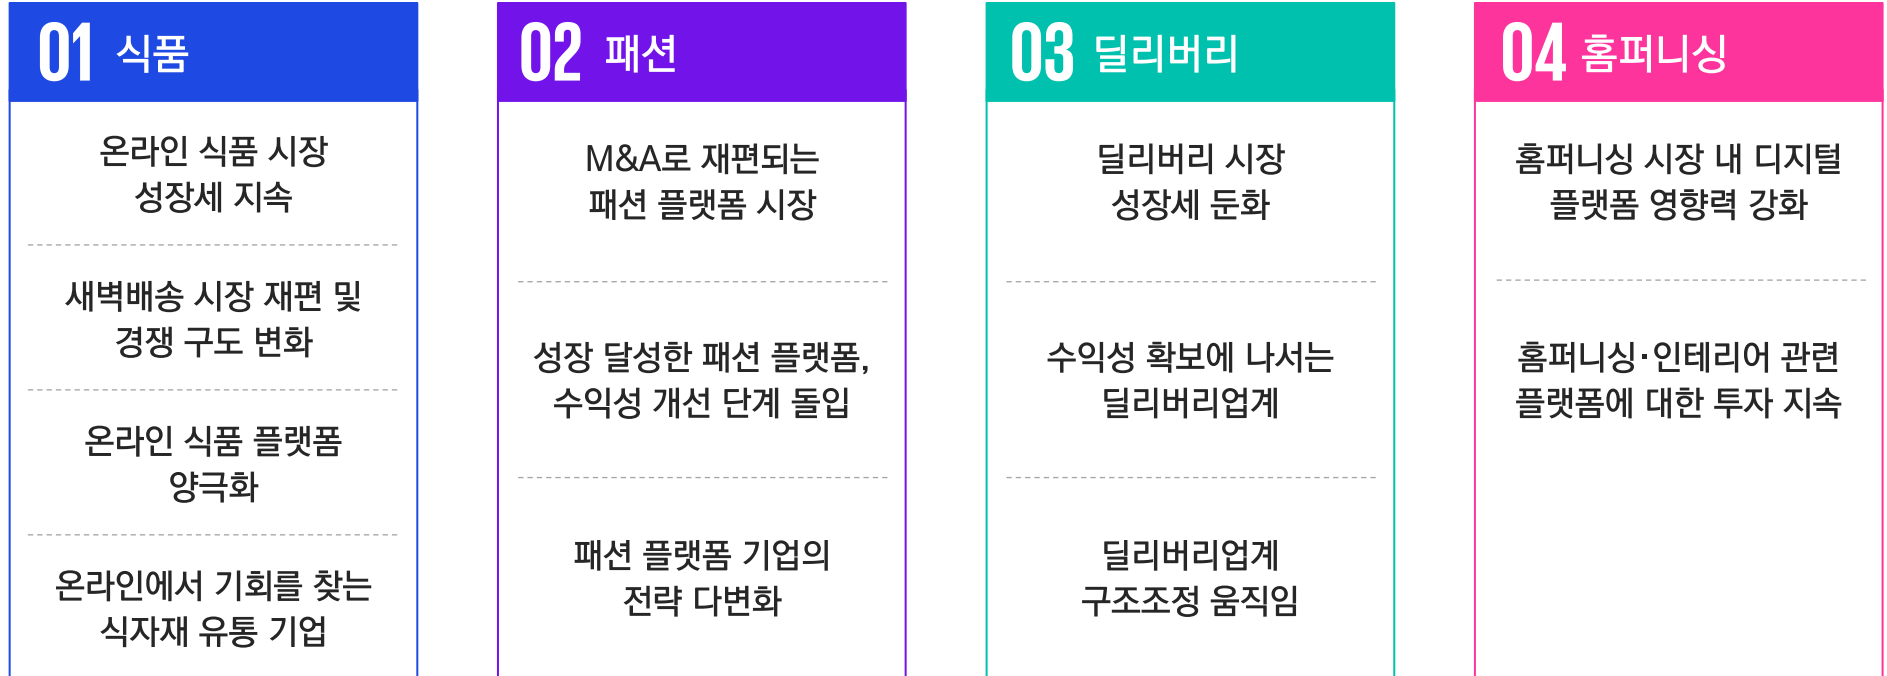 01 식품
온라인 식품 시장
성장세 지속
새벽배송 시장 재편 및
경쟁 구도 변화
온라인 식품 플랫폼
양극화
온라인에서 기회를 찾는
식자재 유통 기업
02 패션
M&A로 재편되는
패션 플랫폼 시장
성장 달성한 패션 플랫폼,
수익성 개선 단계 돌입
패션 플랫폼 기업의
전략 다변화
03 딜리버리
딜리버리 시장
성장세 둔화
수익성 확보에 나서는
딜리버리업계
딜리버리업계
구조조정 움직임
04 홈퍼니싱
홈퍼니싱 시장 내 디지털
플랫폼 영향력 강화
홈퍼니싱·인테리어 관련
플랫폼에 대한 투자 지속